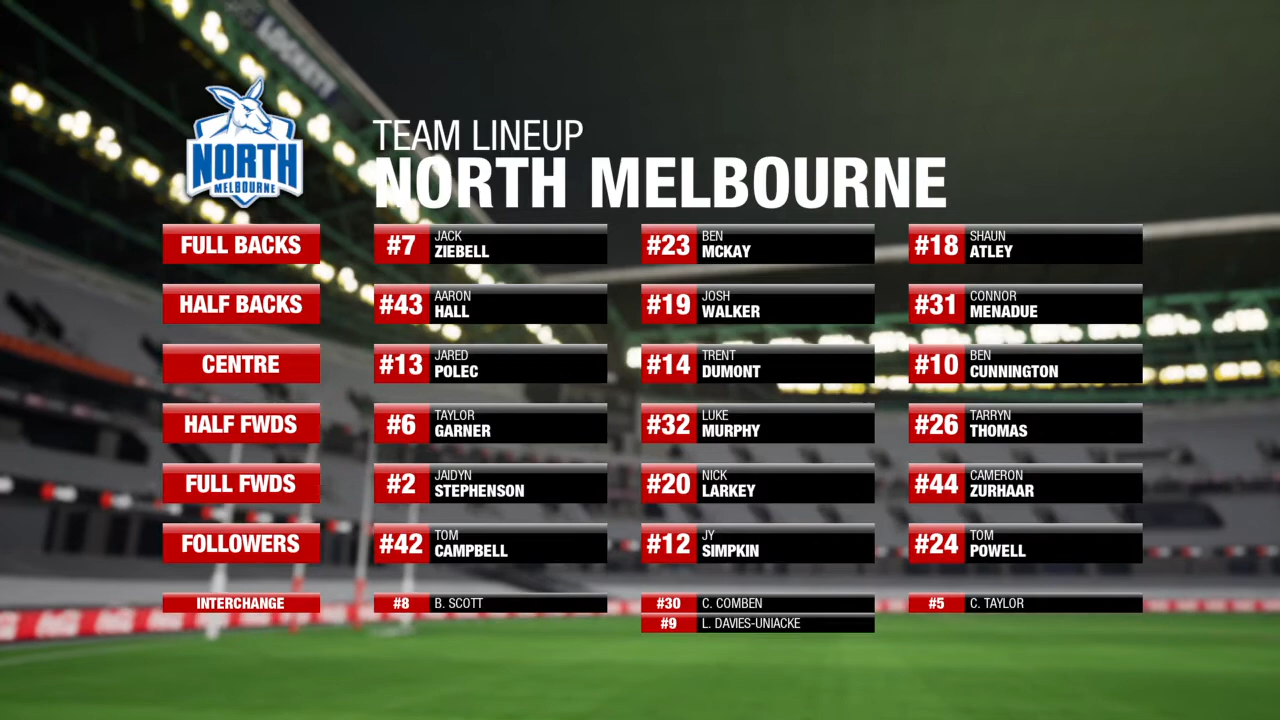 LOCKETT
NORTH
MELBOURNE
TEAM LINEUP
NORTH MELBOURNE
FULL BACKS
#7 JACK ZIEBELL
#23 BEN MCKAY
#18 SHAUN ATLEY
HALF BACKS
#43 AARON HALL
#19 JOSH WALKER
#31 CONNOR MENADUE
CENTRE
#13 JARED POLEC
#14 TRENT DUMONT
#10 BEN CUNNINGTON
HALF FWDS
#6 TAYLOR GARNER
#32 LUKE MURPHY
#26 TARRYN THOMAS
FULL FWDS
#2 JAIDYN STEPHENSON
#20 NICK LARKEY
#44 CAMERON ZURHAAR
FOLLOWERS
#42 TOM CAMPBELL
#12 JY SIMPKIN
#24 TOM POWELL
INTERCHANGE
#8 B. SCOTT
#30 C. COMBEN
#5 C. TAYLOR
#9 L. DAVIES-UNIACKE